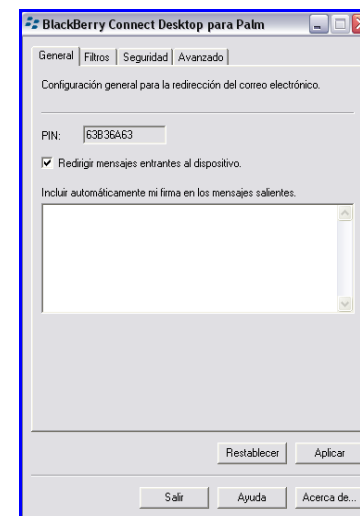 BlackBerry Connect Desktop para Palm
General Filtros Seguridad Avanzado
Configuración general para la redirección del correo electrónico.
PIN: 63B36A63
Redirigir mensajes entrantes al dispositivo.
Incluir automáticamente mi firma en los mensajes salientes.
Restablecer Aplicar
Salir Ayuda Acerca de...